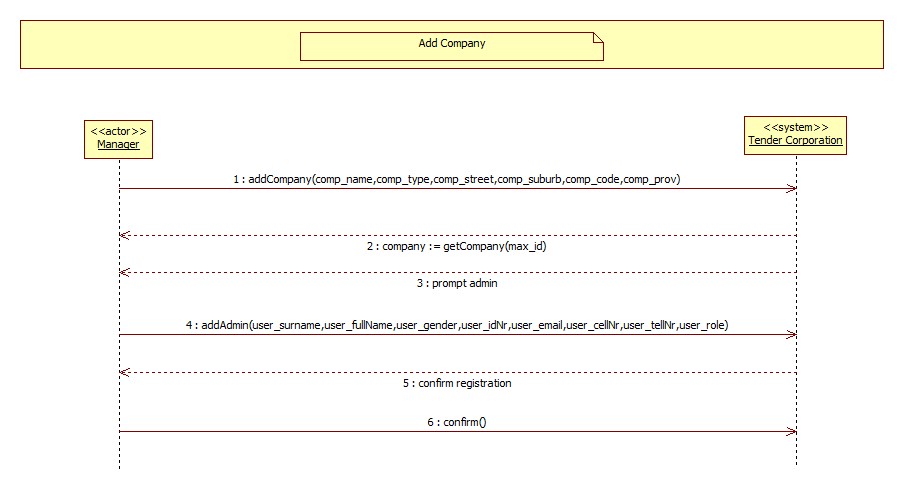 Add Company
<<actor>>
Manager
<<system>>
Tender Corporation
1 : addCompany(comp_name,comp_type,comp_street,comp_suburb,comp_code,comp_prov)
2 : company := getCompany(max_id)
3 : prompt admin
4 : addAdmin(user_surname,user_fullName,user_gender,user_idNr,user_email,user_cellNr,user_tellNr,user_role)
5 : confirm registration
6 : confirm()